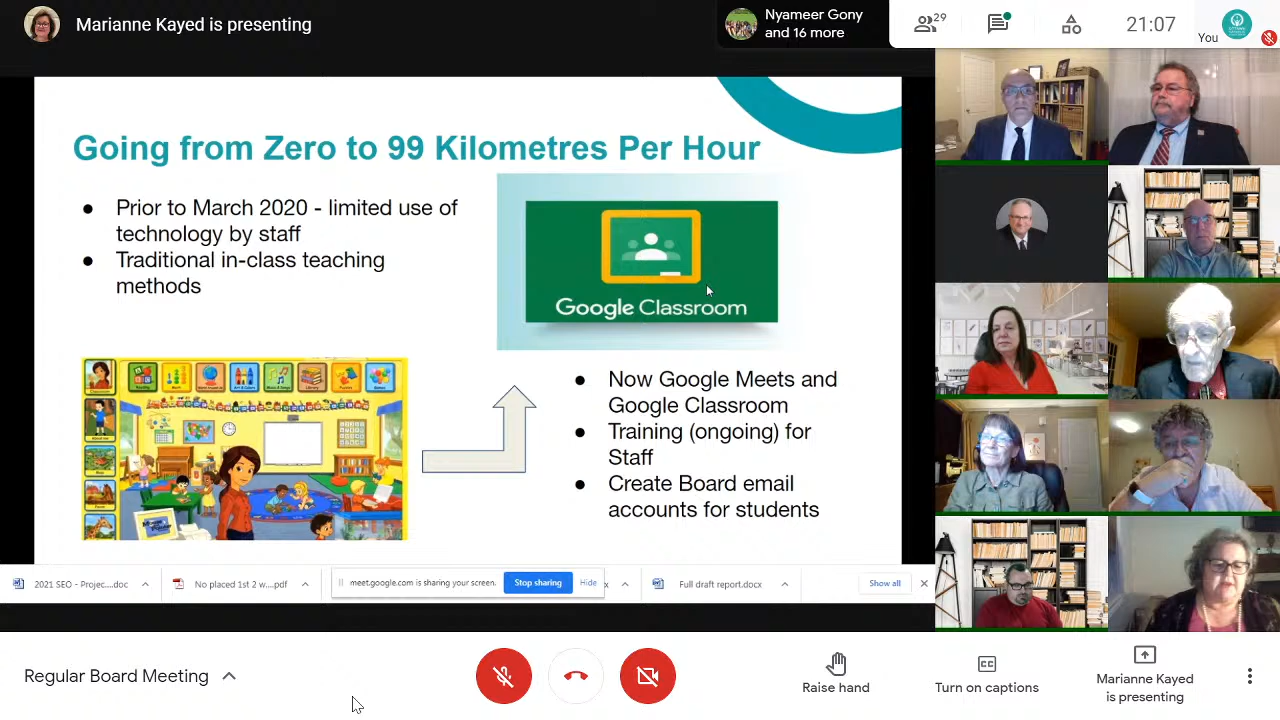 Marianne Kayed is presenting
Nyameer Gony
and 16 more
29
21:07
You
Going from Zero to 99 Kilometres Per Hour
● Prior to March 2020 - limited use of
technology by staff
● Traditional in-class teaching
methods
Google Classroom
● Now Google Meets and
Google Classroom
● Training (ongoing) for
Staff
● Create Board email
accounts for students
2021 SEO - Projec....doc
No placed 1st 2 w....pdf
meet.google.com is sharing your screen.
Stop sharing
Hide
x
Full draft report.docx
Show all
Regular Board Meeting
Raise hand
CC
Turn on captions
Marianne Kayed
is presenting